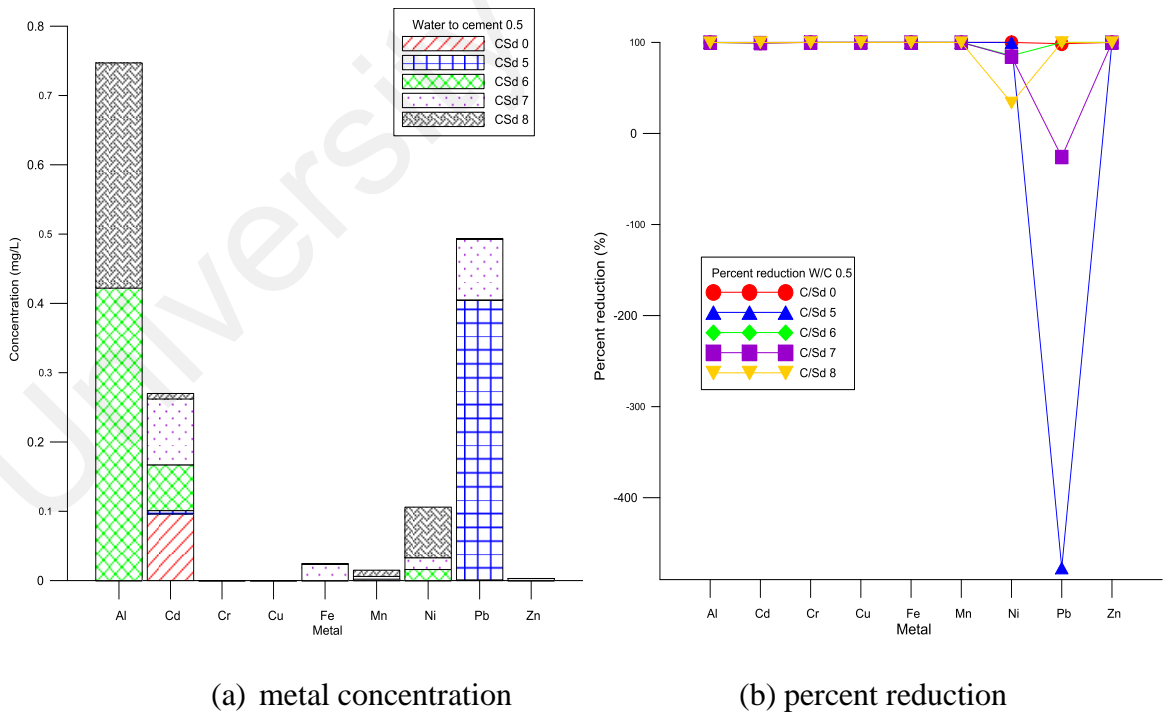 Water to cement 0.5
CSd 0
CSd 5
CSd 6
CSd 7
CSd 8
0.8
0.7
0.6
0.5
0.4
0.3
0.2
0.1
0
Concentration (mg/L)
Al Cd Cr Cu Fe Mn Ni Pb Zn
Metal
(a) metal concentration
100
0
-100
-200
-300
-400
Percent reduction (%)
Percent reduction W/C 0.5
C/Sd 0
C/Sd 5
C/Sd 6
C/Sd 7
C/Sd 8
Al Cd Cr Cu Fe Mn Ni Pb Zn
Metal
(b) percent reduction
University